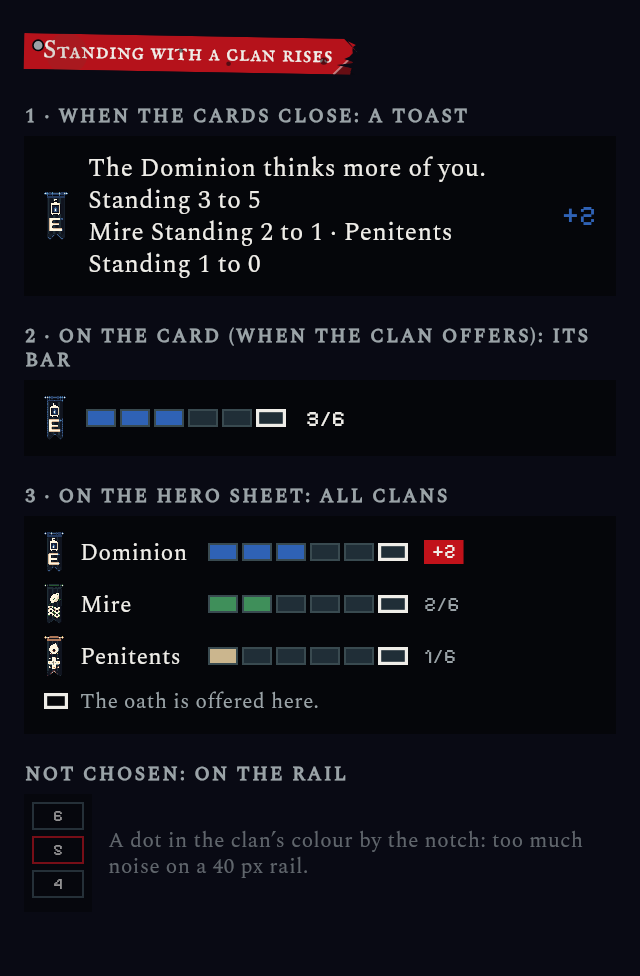 Standing with a clan rises
1 · WHEN THE CARDS CLOSE: A TOAST
The Dominion thinks more of you.
Standing 3 to 5
Mire Standing 2 to 1 · Penitents
Standing 1 to 0
+2
2 · ON THE CARD (WHEN THE CLAN OFFERS): ITS
BAR
3/6
3 · ON THE HERO SHEET: ALL CLANS
Dominion +2
Mire 2/6
Penitents 1/6
The oath is offered here.
NOT CHOSEN: ON THE RAIL
6
5
4
A dot in the clan’s colour by the notch: too much
noise on a 40 px rail.